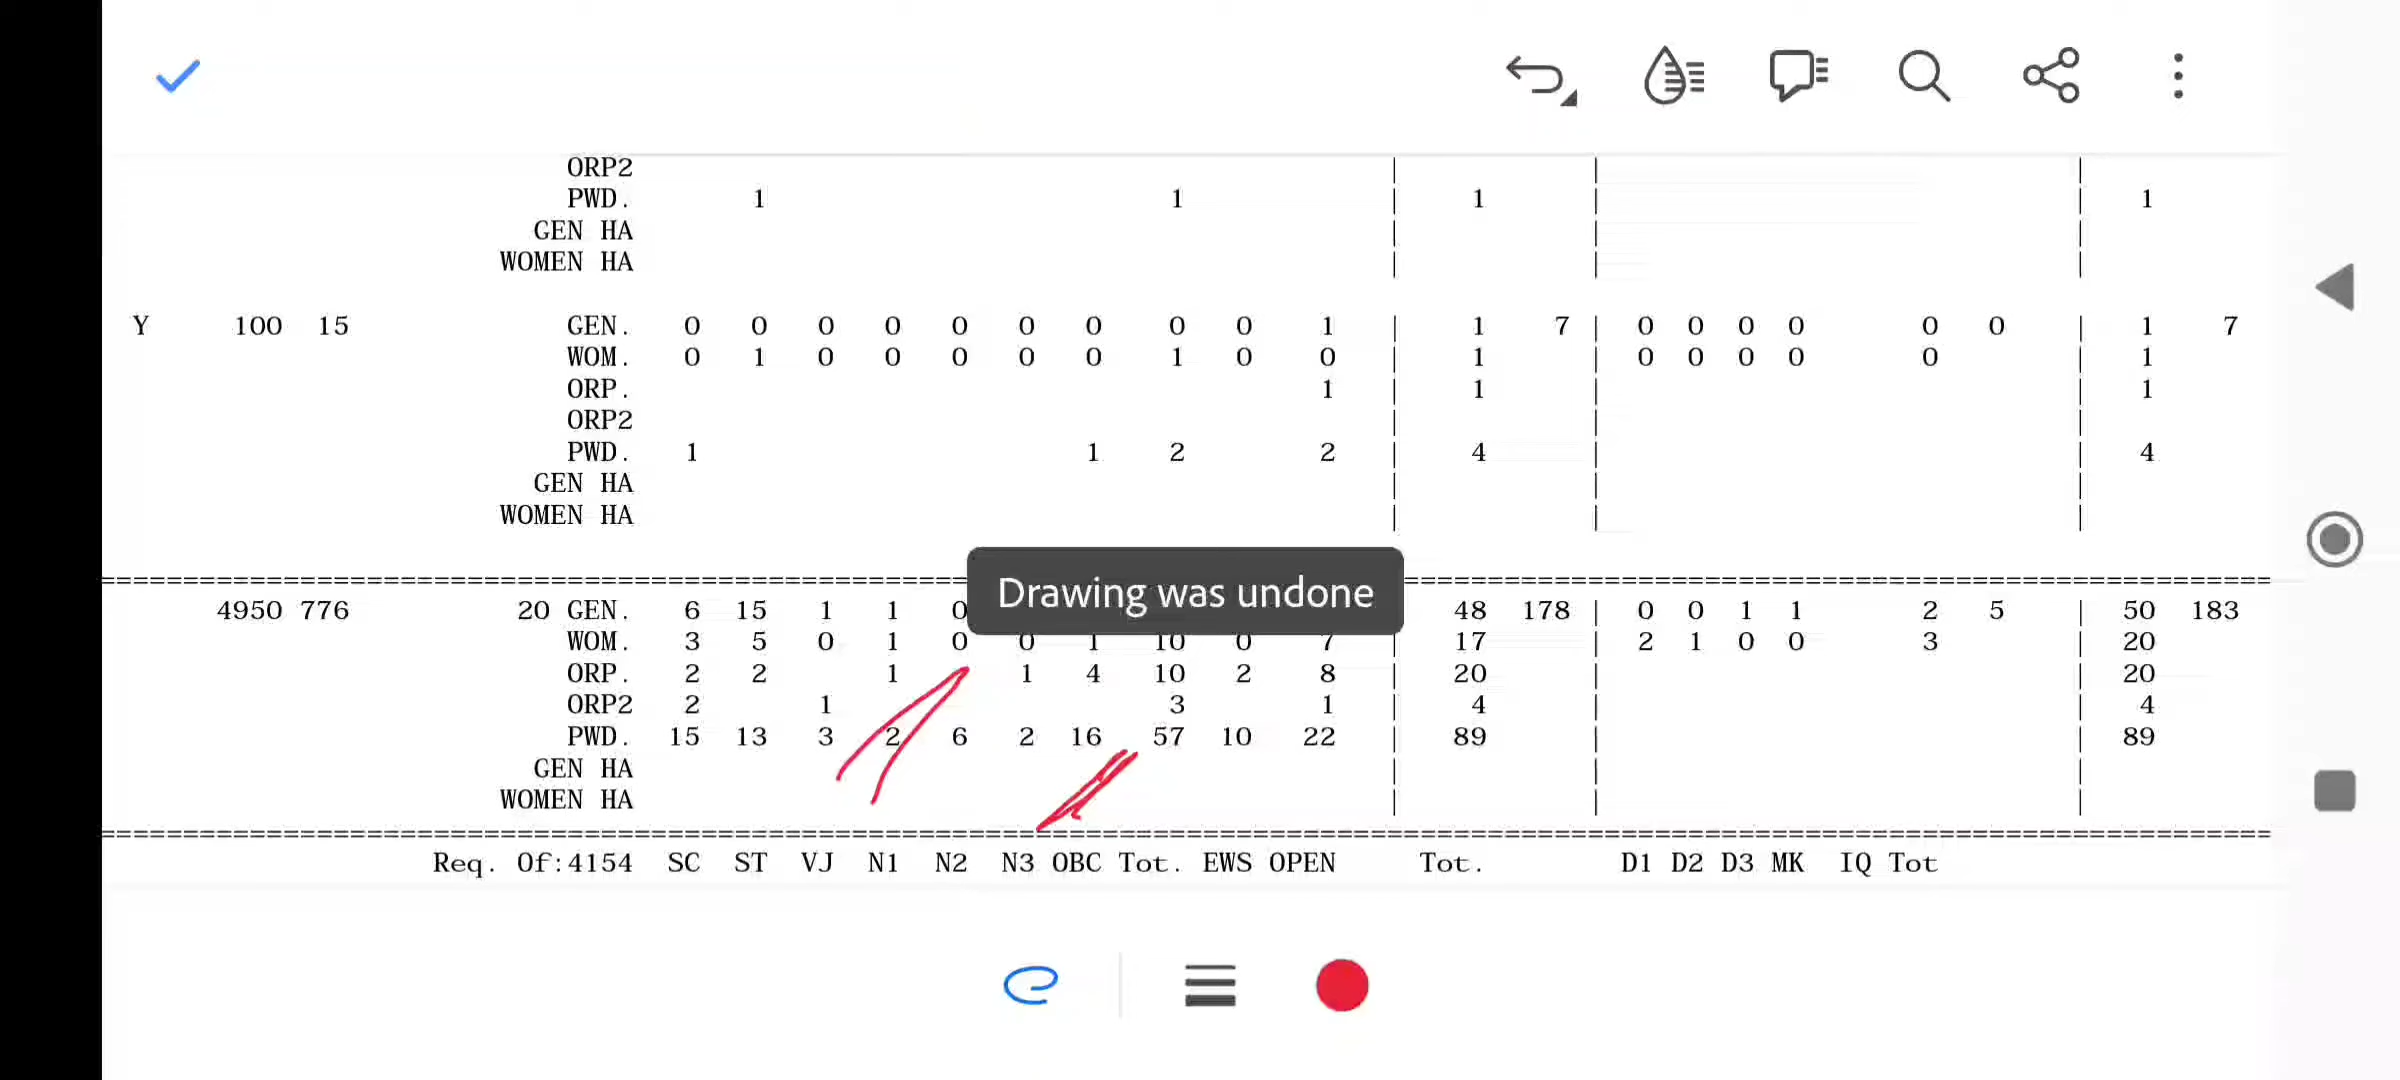 ORP2
PWD. 1 1 1 1
GEN HA
WOMEN HA
Y 100 15 GEN. 0 0 0 0 0 0 0 0 0 1 1 7 0 0 0 0 0 0 1 7
WOM. 0 1 0 0 0 0 0 1 0 0 1 0 0 0 0 0 1
ORP. 1 1 1
ORP2
PWD. 1 1 2 2 4 4
GEN HA
WOMEN HA
Drawing was undone
4950 776 20 GEN. 6 15 1 1 0 48 178 0 0 1 1 2 5 50 183
WOM. 3 5 0 1 0 0 1 10 0 7 17 2 1 0 0 3 20
ORP. 2 2 1 1 4 10 2 8 20 20
ORP2 2 1 3 1 4 4
PWD. 15 13 3 2 6 2 16 57 10 22 89 89
GEN HA
WOMEN HA
Req. Of:4154 SC ST VJ N1 N2 N3 OBC Tot. EWS OPEN Tot. D1 D2 D3 MK IQ Tot